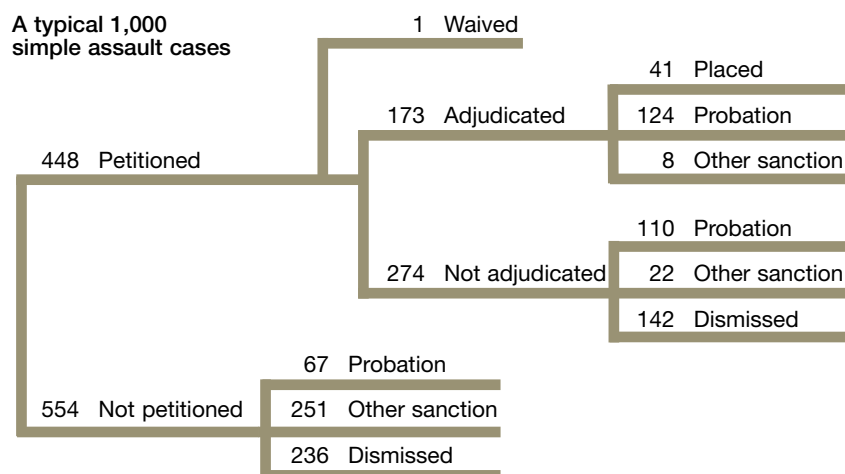 A typical 1,000
simple assault cases
1 Waived
41 Placed
173 Adjudicated
124 Probation
448 Petitioned
8 Other sanction
110 Probation
274 Not adjudicated
22 Other sanction
142 Dismissed
67 Probation
554 Not petitioned
251 Other sanction
236 Dismissed